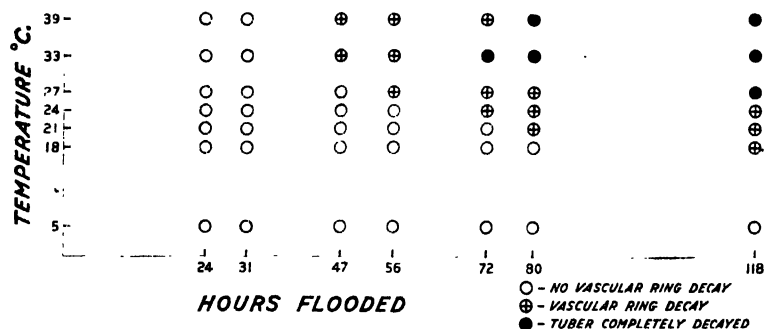 TEMPERATURE °C.
39
33
27
24
21
18
5
24 31 47 56 72 80 118
HOURS FLOODED
- NO VASCULAR RING DECAY
- VASCULAR RING DECAY
- TUBER COMPLETELY DECAYED